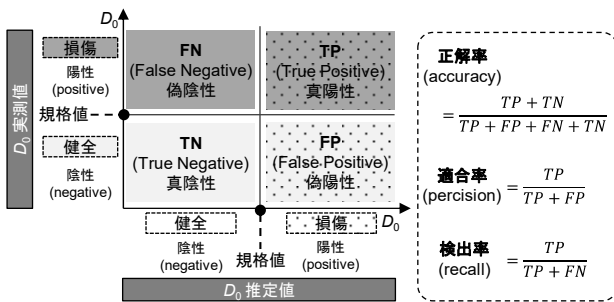 D₀
損傷
陽性
(positive)
規格値
健全
陰性
(negative)
D₀ 実測値
FN
(False Negative)
偽陰性
TP
(True Positive)
真陽性
TN
(True Negative)
真陰性
FP
(False Positive)
偽陽性
健全
陰性
(negative)
規格値
損傷
陽性
(positive)
D₀
D₀ 推定値
正解率
(accuracy)
= TP + TN / TP + FP + FN + TN
適合率
(percision)
= TP / TP + FP
検出率
(recall)
= TP / TP + FN